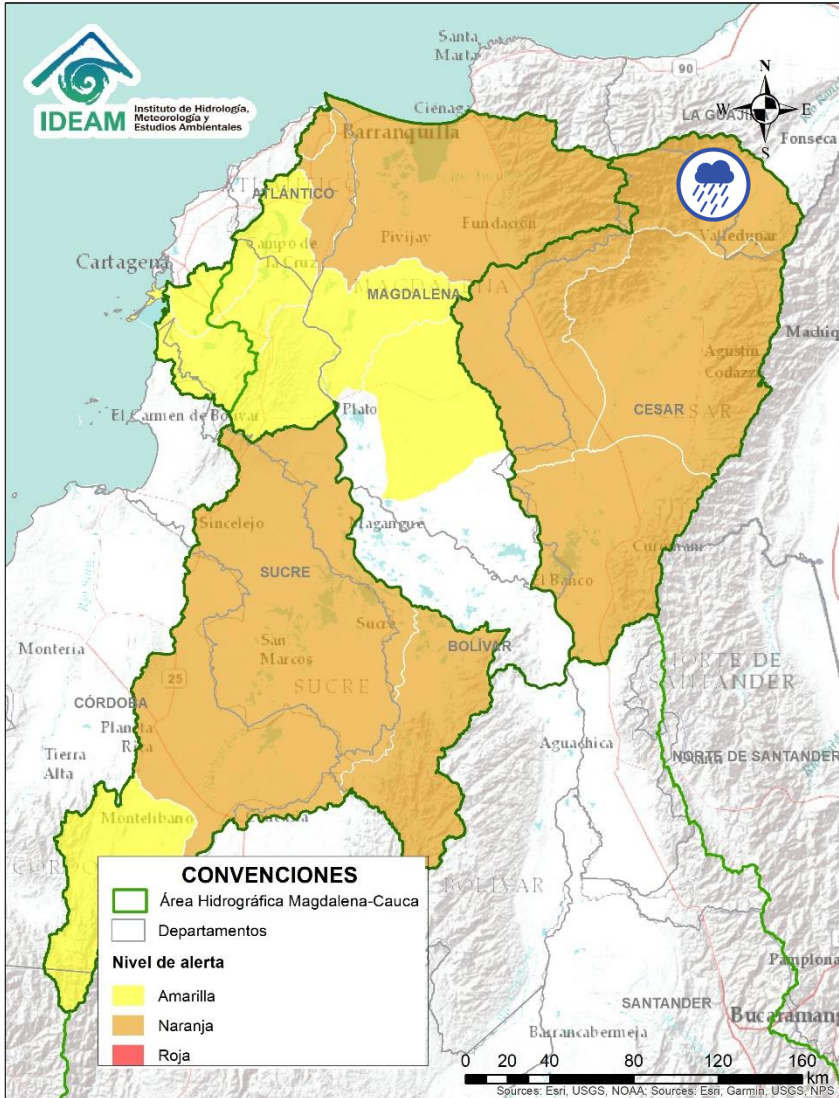 IDEAM
Instituto de Hidrología,
Meteorología y
Estudios Ambientales
Santa
Marta
90
N
W
E
S
LA GUAJIR
Ciénaga
Fonseca
Barranquilla
ATLÁNTICO
Fundación
Pivijay
Valledupar
Campo de
la Cruz
Cartagena
MAGDALENA
Machiq
Agustín
Codazzi
CESAR
El Carmen de Bolívar
Plato
Sincelejo
Magangue
SUCRE
El Banco
Sucre
BOLÍVAR
Montería
San
Marcos
SUCRE
NORTE DE
SANTANDER
25
CÓRDOBA
Planeta
Rica
Tierra
Alta
Aguachica
NORTE DE SANTANDER
Montelíbano
BOLÍVAR
CONVENCIONES
Área Hidrográfica Magdalena-Cauca
Departamentos
Nivel de alerta
Amarilla
Naranja
Roja
Pamplona
SANTANDER
Bucaramang
Barrancabermeja
0 20 40 80 120 160
km
Sources: Esri, USGS, NOAA; Sources: Esri, Garmin, USGS, NPS